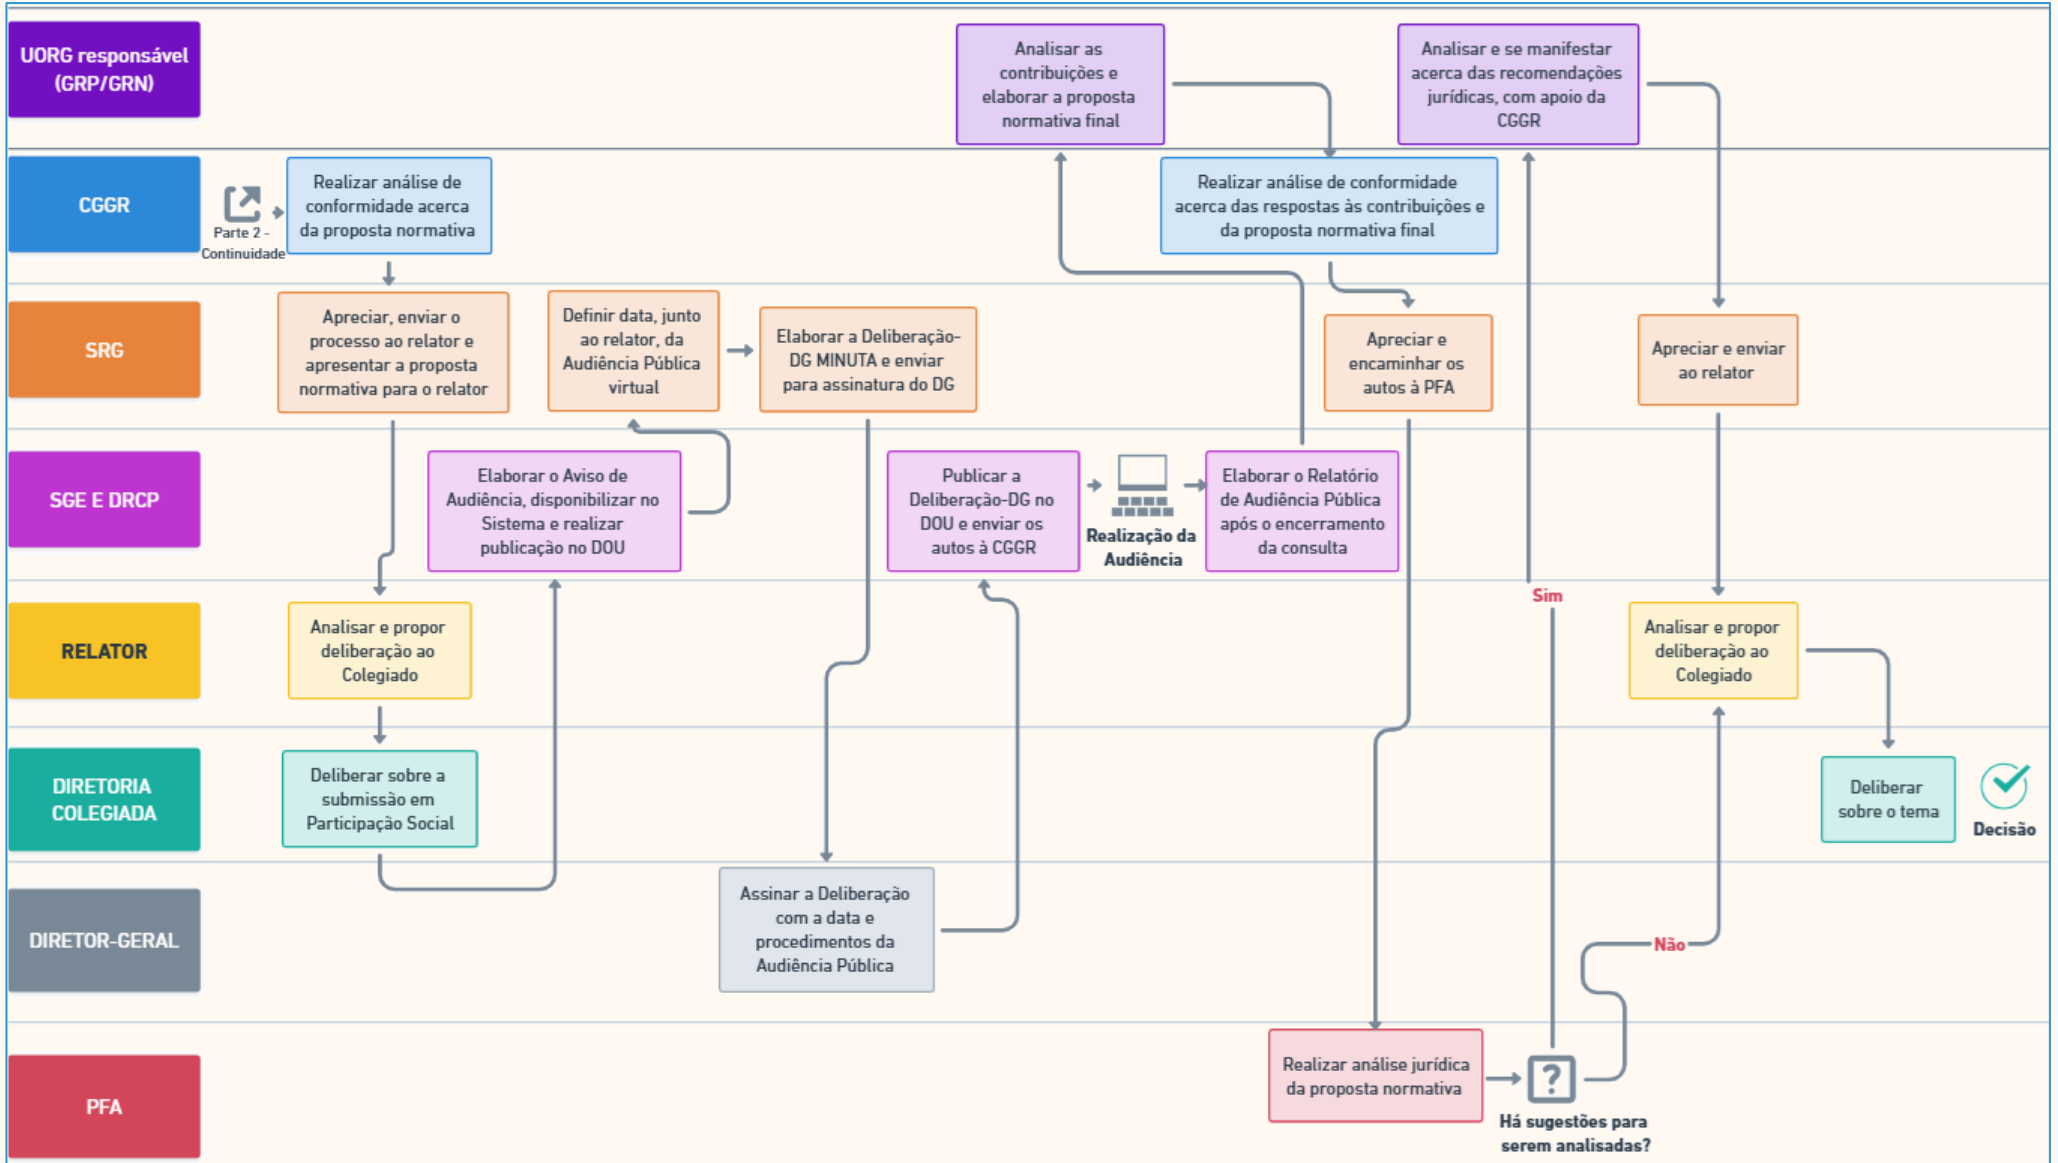 UORG responsável
(GRP/GRN)
Analisar as
contribuições e
elaborar a proposta
normativa final
Analisar e se manifestar
acerca das recomendações
jurídicas, com apoio da
CGGR
CGGR
Parte 2 -
Continuidade
Realizar análise de
conformidade acerca
da proposta normativa
Realizar análise de conformidade
acerca das respostas às contribuições e
da proposta normativa final
SRG
Apreciar, enviar o
processo ao relator e
apresentar a proposta
normativa para o relator
Definir data, junto
ao relator, da
Audiência Pública
virtual
Elaborar a Deliberação-
DG MINUTA e enviar
para assinatura do DG
Apreciar e
encaminhar os
autos à PFA
Apreciar e enviar
ao relator
SGE E DRCP
Elaborar o Aviso de
Audiência, disponibilizar no
Sistema e realizar
publicação no DOU
Publicar a
Deliberação-DG no
DOU e enviar os
autos à CGGR
Realização da
Audiência
Elaborar o Relatório
de Audiência Pública
após o encerramento
da consulta
Sim
RELATOR
Analisar e propor
deliberação ao
Colegiado
Analisar e propor
deliberação ao
Colegiado
DIRETORIA
COLEGIADA
Deliberar sobre a
submissão em
Participação Social
Deliberar
sobre o tema
Decisão
DIRETOR-GERAL
Assinar a Deliberação
com a data e
procedimentos da
Audiência Pública
Não
PFA
Realizar análise jurídica
da proposta normativa
?
Há sugestões para
serem analisadas?